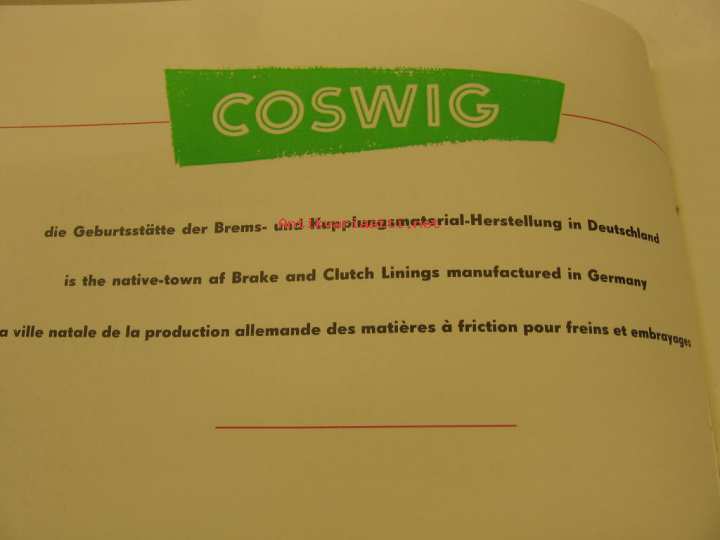 COSWIG
die Geburtsstätte der Brems- und Kupplungsmaterial-Herstellung in Deutschland
is the native-town af Brake and Clutch Linings manufactured in Germany
a ville natale de la production allemande des matières à friction pour freins et embrayages